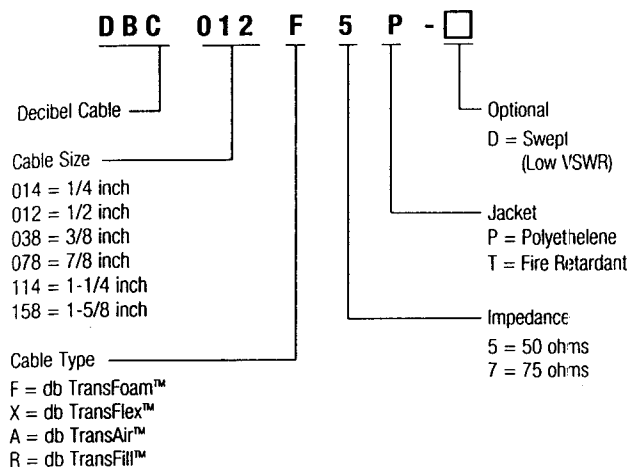 DBC 012 F 5 P - □
Decibel Cable
Cable Size
014 = 1/4 inch
012 = 1/2 inch
038 = 3/8 inch
078 = 7/8 inch
114 = 1-1/4 inch
158 = 1-5/8 inch
Cable Type
F = db TransFoam™
X = db TransFlex™
A = db TransAir™
R = db TransFill™
Optional
D = Swept
(Low VSWR)
Jacket
P = Polyethelene
T = Fire Retardant
Impedance
5 = 50 ohms
7 = 75 ohms